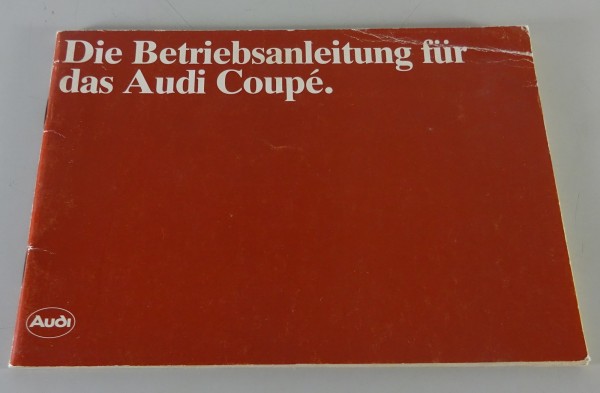 Die Betriebsanleitung für
das Audi Coupé.
Audi